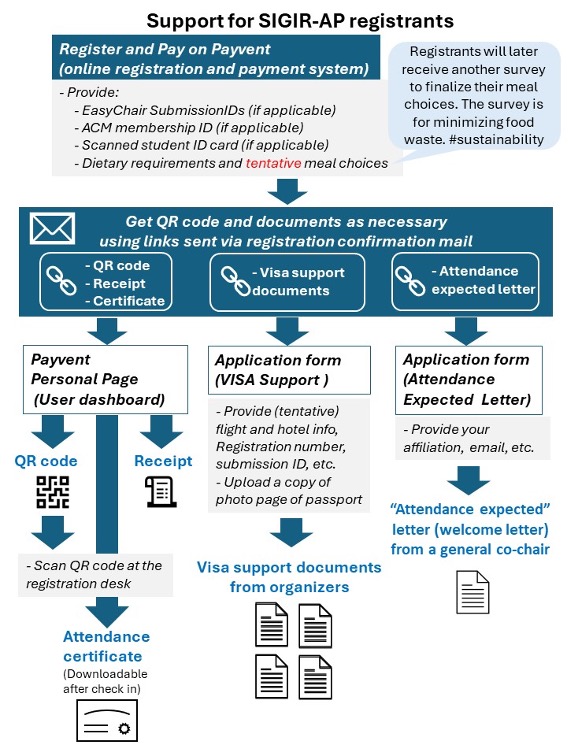 Support for SIGIR-AP registrants
Register and Pay on Payvent
(online registration and payment system)
- Provide:
- EasyChair SubmissionIDs (if applicable)
- ACM membership ID (if applicable)
- Scanned student ID card (if applicable)
- Dietary requirements and tentative meal choices
Registrants will later
receive another survey
to finalize their meal
choices. The survey is
for minimizing food
waste. #sustainability
Get QR code and documents as necessary
using links sent via registration confirmation mail
- QR code
- Receipt
- Certificate
- Visa support
documents
- Attendance
expected letter
Payvent
Personal Page
(User dashboard)
QR code
Receipt
- Scan QR code at the
registration desk
Attendance
certificate
(Downloadable
after check in)
Application form
(VISA Support )
- Provide (tentative)
flight and hotel info,
Registration number,
submission ID, etc.
- Upload a copy of
photo page of passport
Visa support documents
from organizers
Application form
(Attendance
Expected Letter)
- Provide your
affiliation, email, etc.
“Attendance expected”
letter (welcome letter)
from a general co-chair